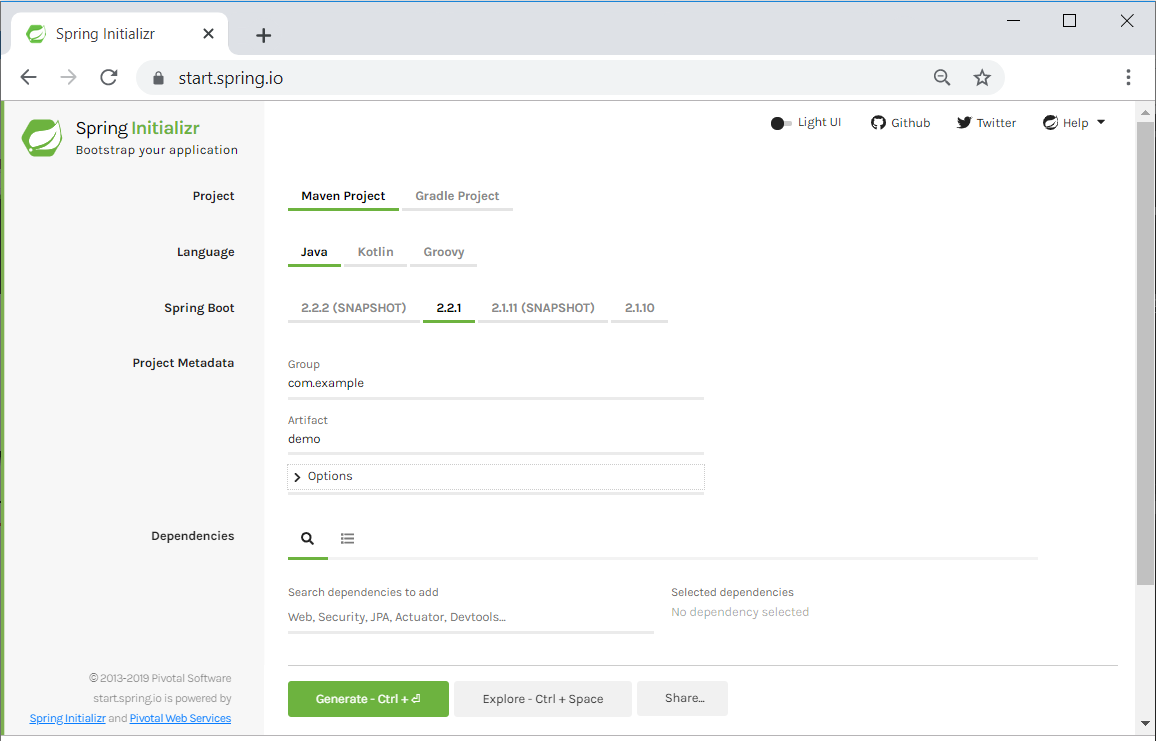 Spring Initializr
start.spring.io
Spring Initializr
Bootstrap your application
Light UI Github Twitter Help
Project
Maven Project Gradle Project
Language
Java Kotlin Groovy
Spring Boot
2.2.2 (SNAPSHOT) 2.2.1 2.1.11 (SNAPSHOT) 2.1.10
Project Metadata
Group
com.example
Artifact
demo
Options
Dependencies
Search dependencies to add
Web, Security, JPA, Actuator, Devtools...
Selected dependencies
No dependency selected
© 2013-2019 Pivotal Software
start.spring.io is powered by
Spring Initializr and Pivotal Web Services
Generate - Ctrl + ⏎ Explore - Ctrl + Space Share...